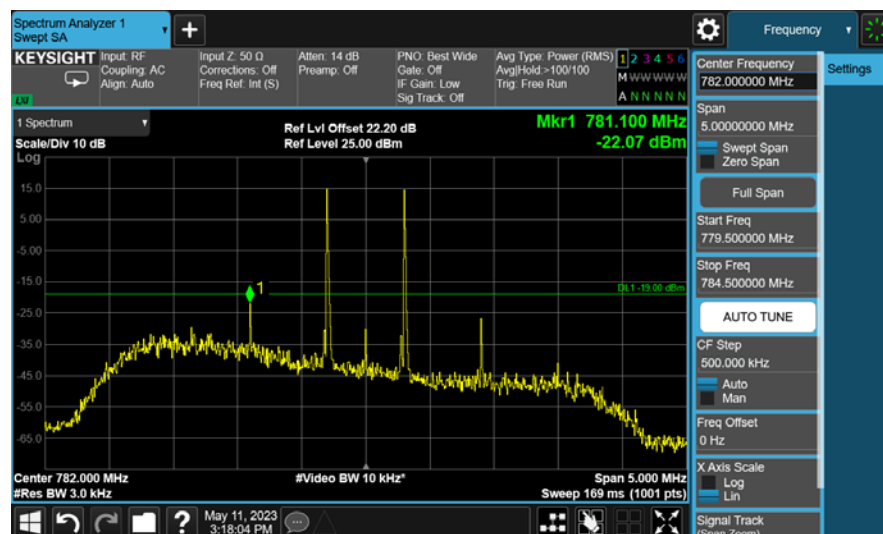 Spectrum Analyzer 1
Swept SA
+
Frequency
KEYSIGHT
Input: RF
Coupling: AC
Align: Auto
Input Z: 50 Ω
Corrections: Off
Freq Ref: Int (S)
Atten: 14 dB
Preamp: Off
PNO: Best Wide
Gate: Off
IF Gain: Low
Sig Track: Off
Avg Type: Power (RMS)
Avg|Hold:>100/100
Trig: Free Run
1 2 3 4 5 6
M W W W W W
A N N N N N
LXI
1 Spectrum
Scale/Div 10 dB
Log
Ref Lvl Offset 22.20 dB
Ref Level 25.00 dBm
Mkr1 781.100 MHz
-22.07 dBm
15.0
5.00
-5.00
-15.0
-25.0
-35.0
-45.0
-55.0
-65.0
1
DL1 -19.00 dBm
Center 782.000 MHz
#Res BW 3.0 kHz
#Video BW 10 kHz*
Span 5.000 MHz
Sweep 169 ms (1001 pts)
?
May 11, 2023
3:18:04 PM
Center Frequency
782.000000 MHz
Settings
Span
5.00000000 MHz
Swept Span
Zero Span
Full Span
Start Freq
779.500000 MHz
Stop Freq
784.500000 MHz
AUTO TUNE
CF Step
500.000 kHz
Auto
Man
Freq Offset
0 Hz
X Axis Scale
Log
Lin
Signal Track
(Span Zoom)